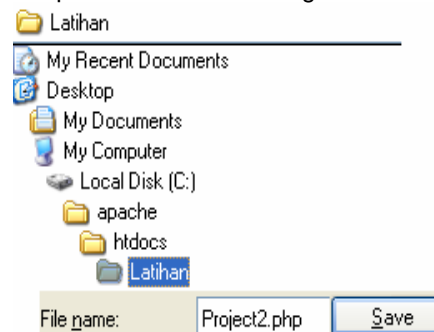 Latihan
My Recent Documents
Desktop
My Documents
My Computer
Local Disk (C:)
apache
htdocs
Latihan
File name: Project2.php Save